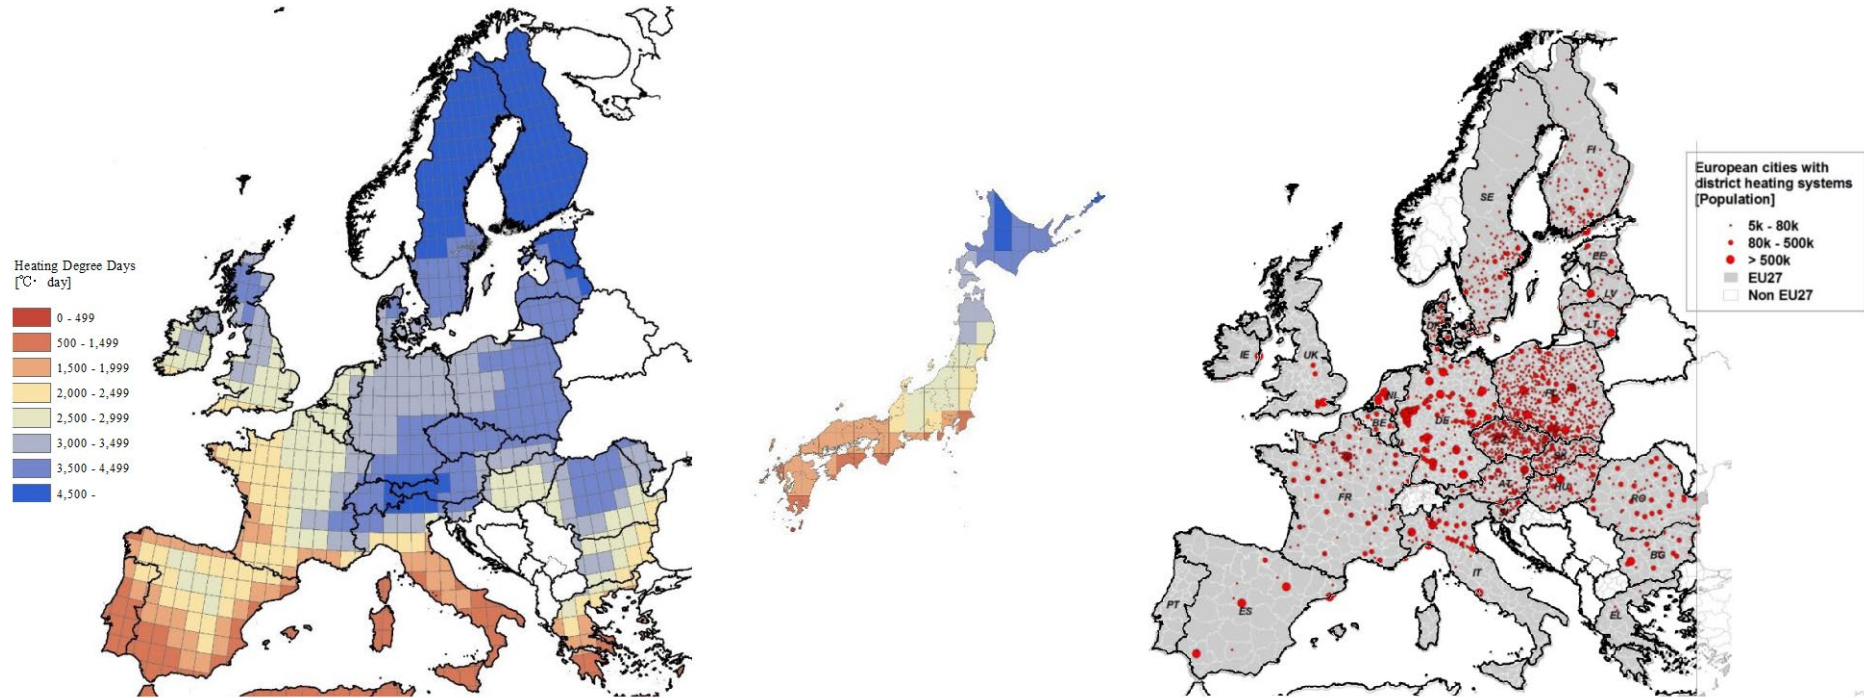 Heating Degree Days
[℃・ day]
0 - 499
500 - 1,499
1,500 - 1,999
2,000 - 2,499
2,500 - 2,999
3,000 - 3,499
3,500 - 4,499
4,500 -
European cities with
district heating systems
[Population]
5k - 80k
80k - 500k
> 500k
EU27
Non EU27
FI
SE
EE
LV
LT
IE
UK
NL
BE
DE
AT
HU
RO
FR
BG
IT
PT
ES
EL